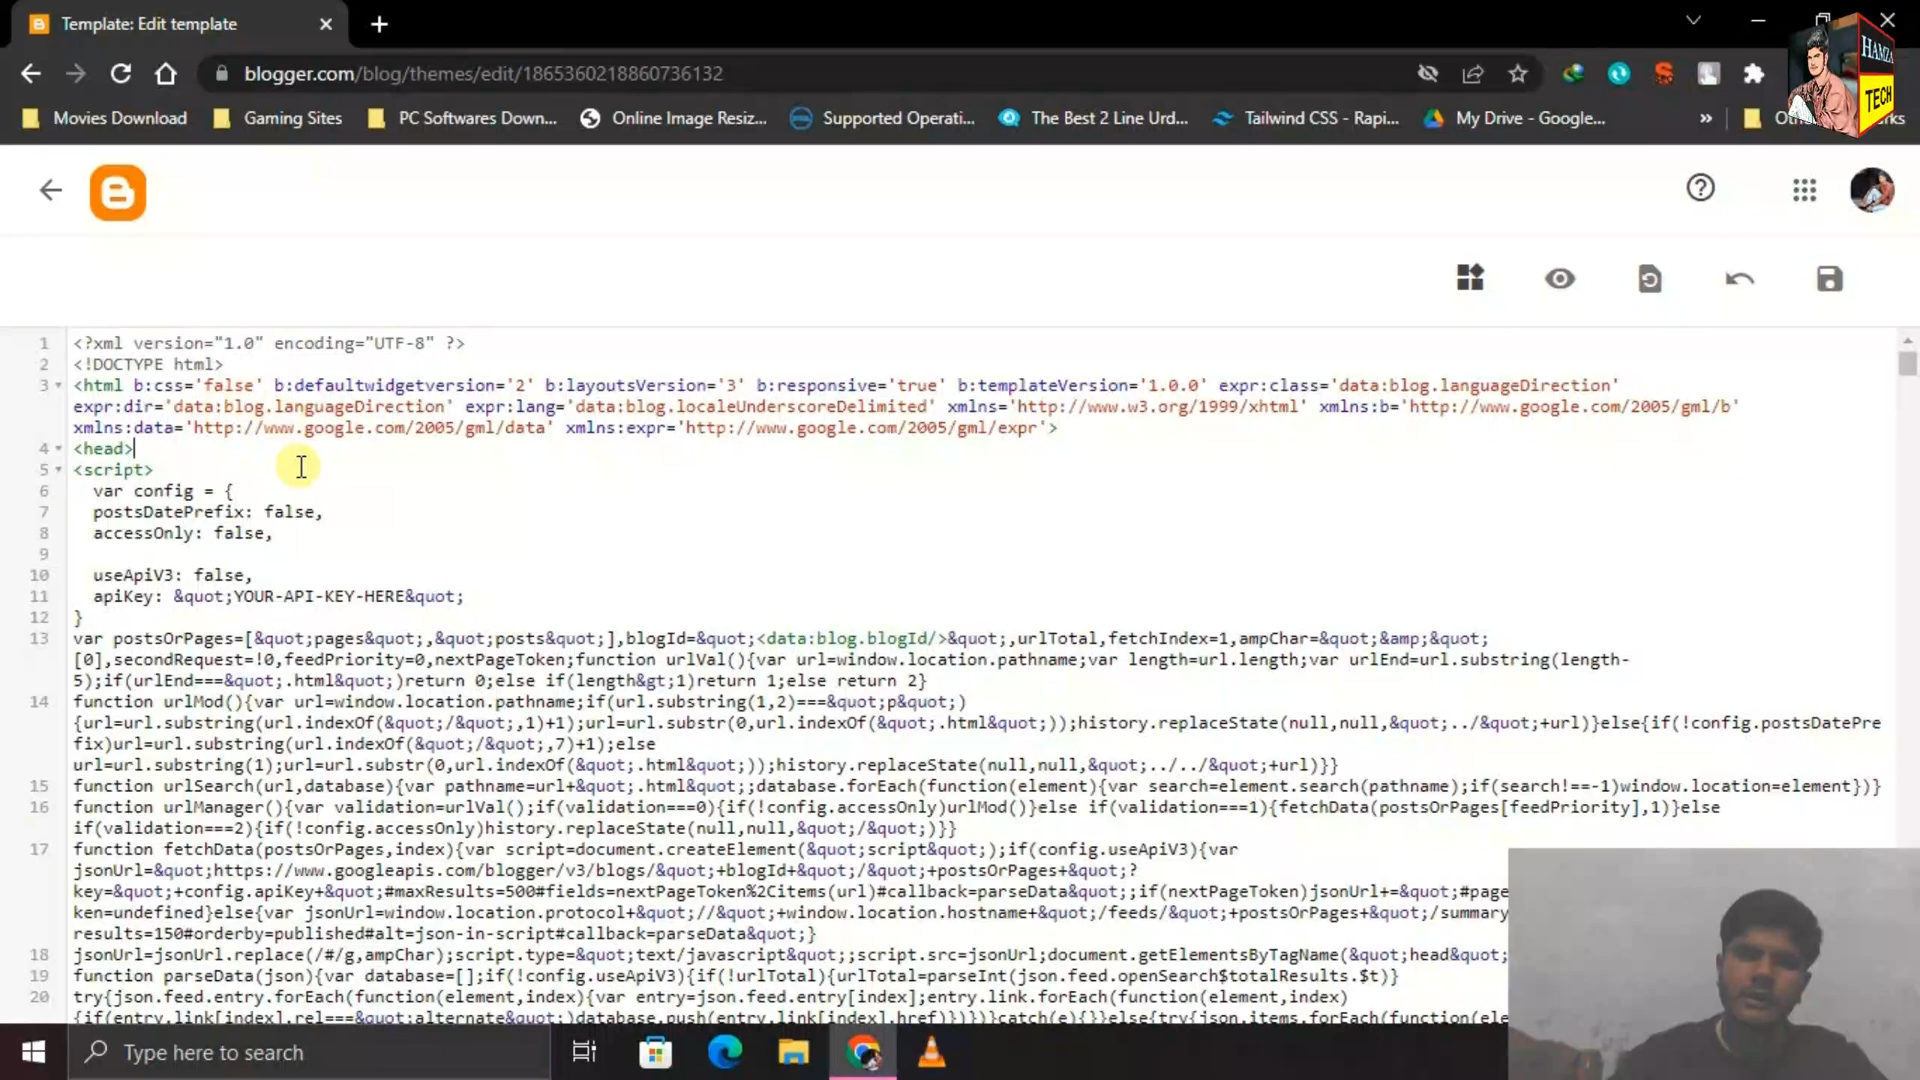 Template: Edit template
blogger.com/blog/themes/edit/1865360218860736132
Movies Download
Gaming Sites
PC Softwares Down...
Online Image Resiz...
Supported Operati...
The Best 2 Line Urd...
Tailwind CSS - Rapi...
My Drive - Google...
HAMZA
TECH
1 <?xml version="1.0" encoding="UTF-8" ?>
2 <!DOCTYPE html>
3 <html b:css='false' b:defaultwidgetversion='2' b:layoutsVersion='3' b:responsive='true' b:templateVersion='1.0.0' expr:class='data:blog.languageDirection'
expr:dir='data:blog.languageDirection' expr:lang='data:blog.localeUnderscoreDelimited' xmlns='http://www.w3.org/1999/xhtml' xmlns:b='http://www.google.com/2005/gml/b'
xmlns:data='http://www.google.com/2005/gml/data' xmlns:expr='http://www.google.com/2005/gml/expr'>
4 <head>
5 <script>
6 var config = {
7 postsDatePrefix: false,
8 accessOnly: false,
9
10 useApiV3: false,
11 apiKey: &quot;YOUR-API-KEY-HERE&quot;
12 }
13 var postsOrPages=[&quot;pages&quot;,&quot;posts&quot;],blogId=&quot;<data:blog.blogId/>&quot;,urlTotal,fetchIndex=1,ampChar=&quot;&amp;&quot;
[0],secondRequest=!0,feedPriority=0,nextPageToken;function urlVal(){var url=window.location.pathname;var length=url.length;var urlEnd=url.substring(length-
5);if(urlEnd===&quot;.html&quot;)return 0;else if(length&gt;1)return 1;else return 2}
14 function urlMod(){var url=window.location.pathname;if(url.substring(1,2)===&quot;p&quot;)
{url=url.substring(url.indexOf(&quot;/&quot;,1)+1);url=url.substr(0,url.indexOf(&quot;.html&quot;));history.replaceState(null,null,&quot;../&quot;+url)}else{if(!config.postsDatePre
fix)url=url.substring(url.indexOf(&quot;/&quot;,7)+1);else
url=url.substring(1);url=url.substr(0,url.indexOf(&quot;.html&quot;));history.replaceState(null,null,&quot;../../&quot;+url)}}
15 function urlSearch(url,database){var pathname=url+&quot;.html&quot;;database.forEach(function(element){var search=element.search(pathname);if(search!==-1)window.location=element})}
16 function urlManager(){var validation=urlVal();if(validation===0){if(!config.accessOnly)urlMod()}else if(validation===1){fetchData(postsOrPages[feedPriority],1)}else
if(validation===2){if(!config.accessOnly)history.replaceState(null,null,&quot;/&quot;)}}
17 function fetchData(postsOrPages,index){var script=document.createElement(&quot;script&quot;);if(config.useApiV3){var
jsonUrl=&quot;https://www.googleapis.com/blogger/v3/blogs/&quot;+blogId+&quot;/&quot;+postsOrPages+&quot;?
key=&quot;+config.apiKey+&quot;#maxResults=500#fields=nextPageToken%2Citems(url)#callback=parseData&quot;;if(nextPageToken)jsonUrl+=&quot;#page
ken=undefined}else{var jsonUrl=window.location.protocol+&quot;//&quot;+window.location.hostname+&quot;/feeds/&quot;+postsOrPages+&quot;/summary
results=150#orderby=published#alt=json-in-script#callback=parseData&quot;}
18 jsonUrl=jsonUrl.replace(/#/g,ampChar);script.type=&quot;text/javascript&quot;;script.src=jsonUrl;document.getElementsByTagName(&quot;head&quot;
19 function parseData(json){var database=[];if(!config.useApiV3){if(!urlTotal){urlTotal=parseInt(json.feed.openSearch$totalResults.$t)}
20 try{json.feed.entry.forEach(function(element,index){var entry=json.feed.entry[index];entry.link.forEach(function(element,index)
{if(entry.link[index].rel===&quot;alternate&quot;)database.push(entry.link[index].href)})})}catch(e){}}else{try{json.items.forEach(function(ele
Type here to search